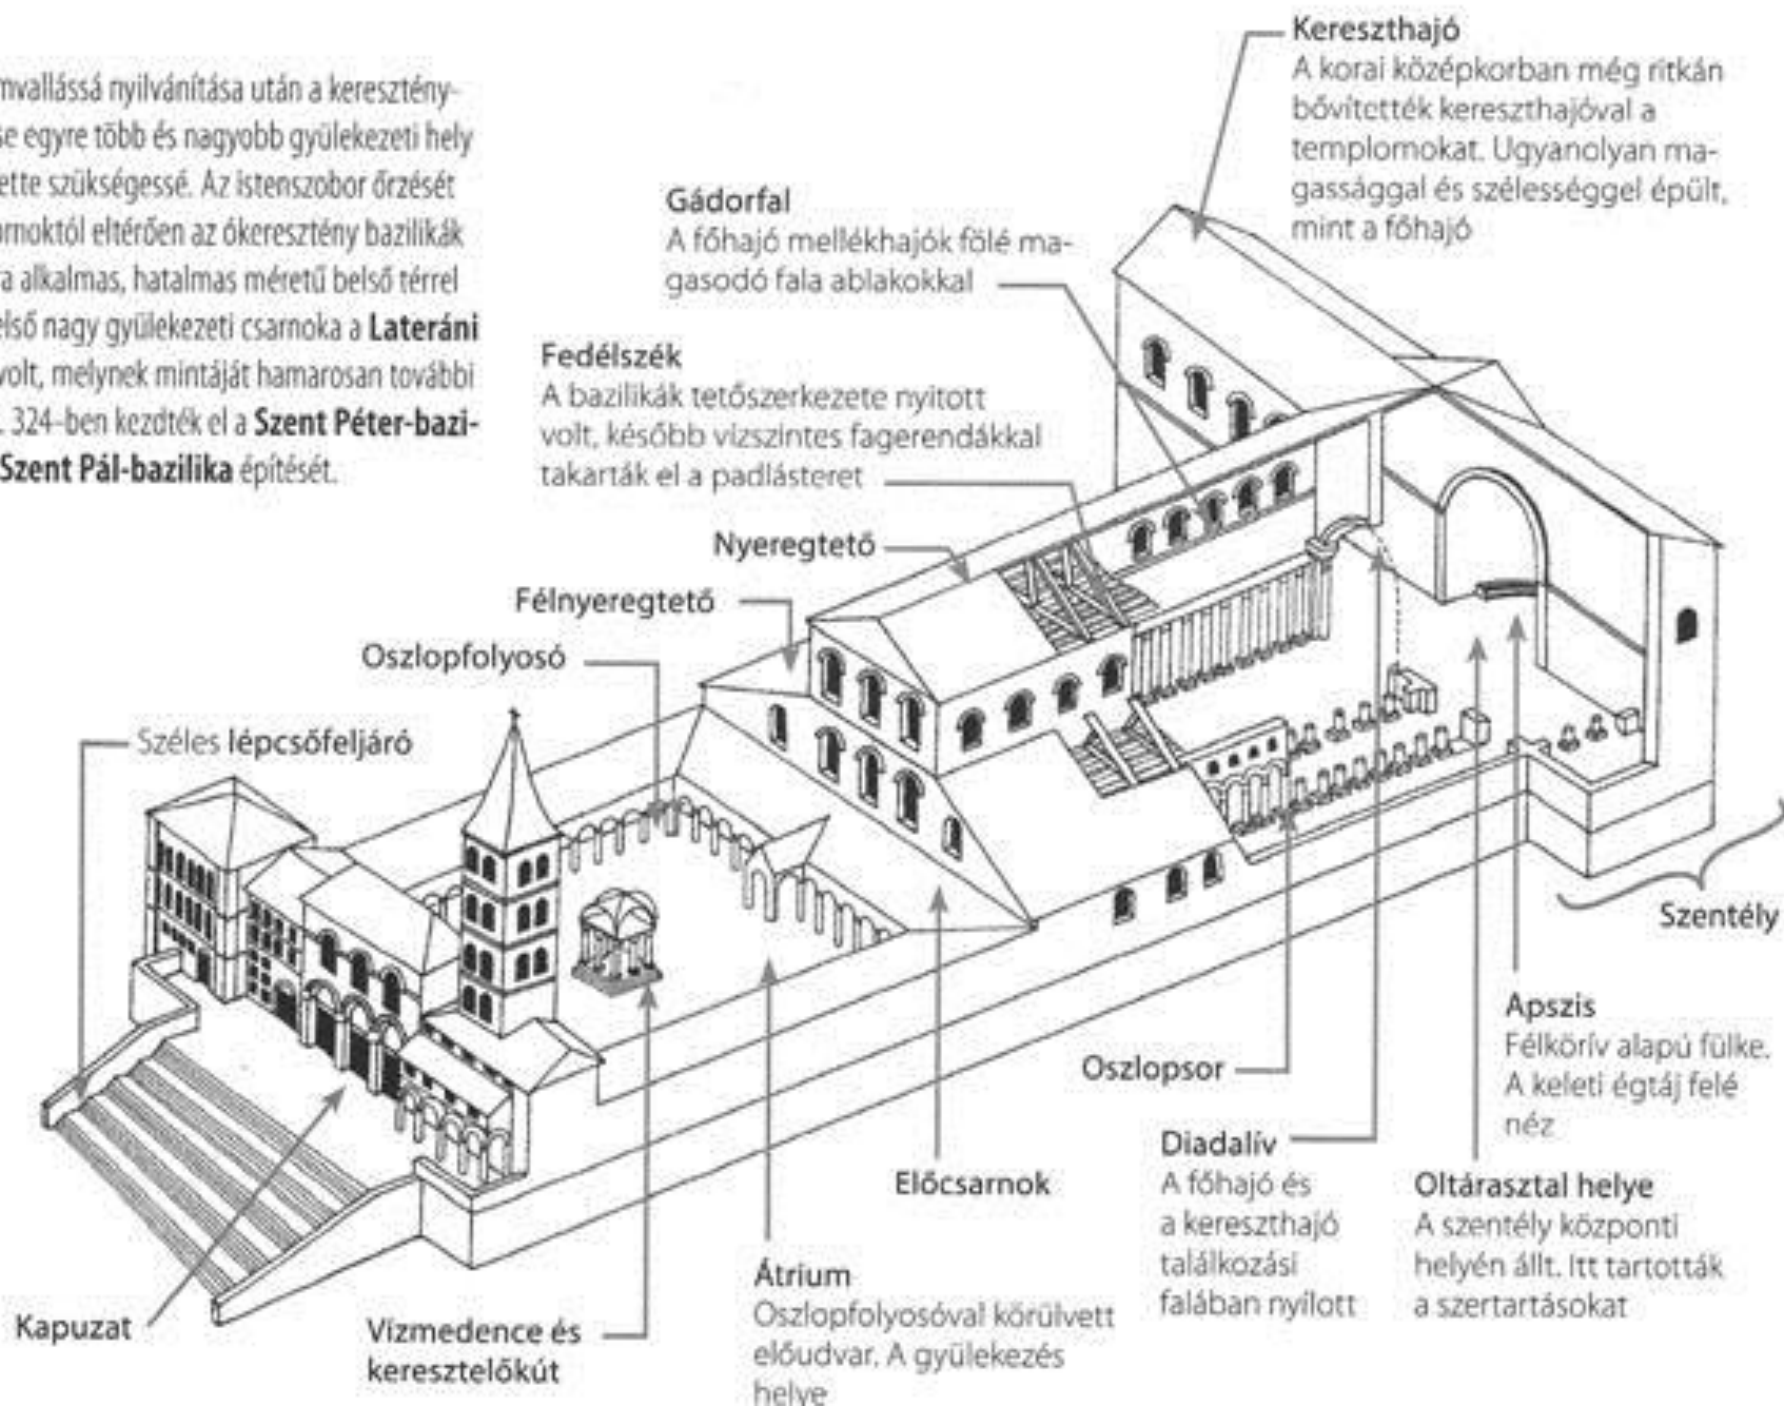 nyilvánítása után a keresztény-
egyre több és nagyobb gyülekezeti hely
szükségessé. Az istenszobor őrzését
eltérően az ókeresztény bazilikák
alkalmas, hatalmas méretű belső térrel
első nagy gyülekezeti csarnoka a Lateráni
volt, melynek mintáját hamarosan további
. 324-ben kezdték el a Szent Péter-bazi-
Szent Pál-bazilika építését.
Kereszthajó
A korai középkorban még ritkán
bővítették kereszthajóval a
templomokat. Ugyanolyan ma-
gassággal és szélességgel épült,
mint a főhajó
Gádorfal
A főhajó mellékhajók fölé ma-
gasodó fala ablakokkal
Fedélszék
A bazilikák tetőszerkezete nyitott
volt, később vízszintes fagerendákkal
takarták el a padlásteret
Nyeregtető
Félnyeregtető
Oszlopfolyosó
Széles lépcsőfeljáró
Szentély
Apszis
Félkörív alapú fülke.
A keleti égtáj felé
néz
Oszlopsor
Diadalív
A főhajó és
a kereszthajó
találkozási
falában nyílott
Oltárasztal helye
A szentély központi
helyén állt. Itt tartották
a szertartásokat
Előcsarnok
Átrium
Oszlopfolyosóval körülvett
előudvar. A gyülekezés
helye
Vízmedence és
keresztelőkút
Kapuzat